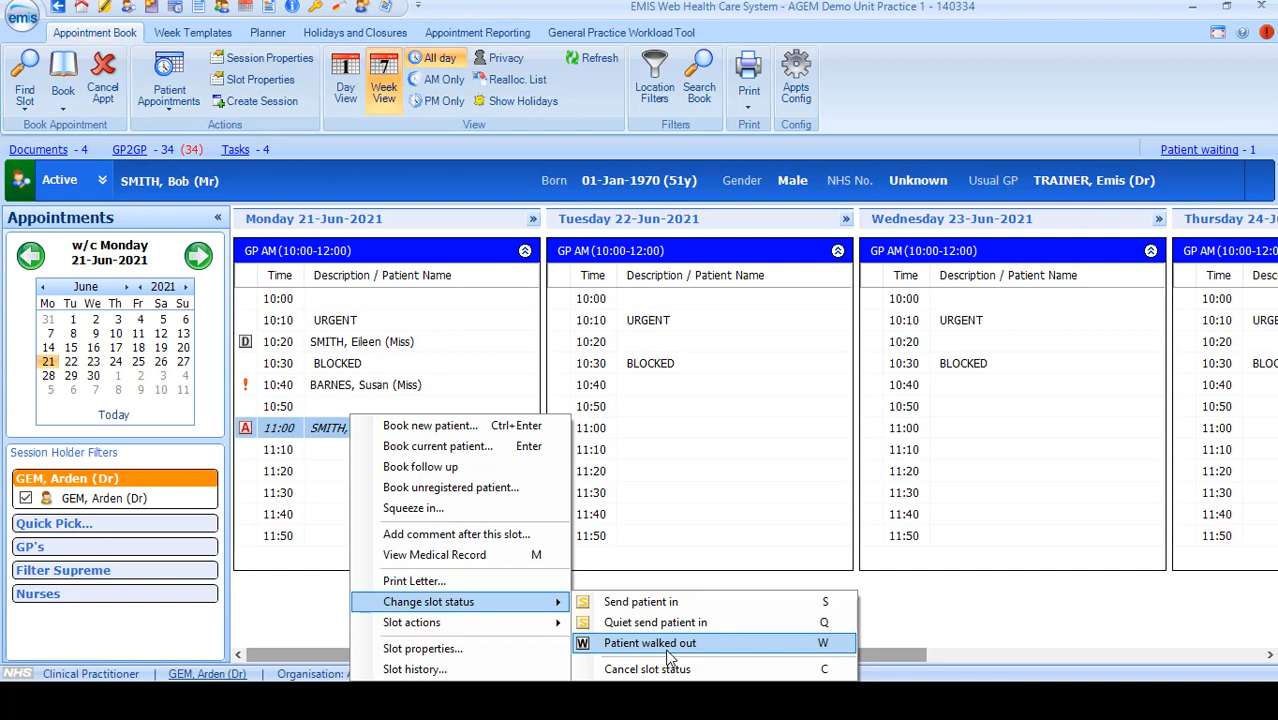 emis
EMIS Web Health Care System - AGEM Demo Unit Practice 1 - 140334
Appointment Book Week Templates Planner Holidays and Closures Appointment Reporting General Practice Workload Tool
Find Slot
Book
Cancel Appt
Book Appointment
Patient Appointments
Session Properties
Slot Properties
Create Session
Actions
1 Day View
7 Week View
All day
AM Only
PM Only
Privacy
Realloc. List
Show Holidays
Refresh
View
Location Filters
Search Book
Filters
Print
Print
Appts Config
Config
Documents - 4 GP2GP - 34 (34) Tasks - 4 Patient waiting - 1
Active SMITH, Bob (Mr) Born 01-Jan-1970 (51y) Gender Male NHS No. Unknown Usual GP TRAINER, Emis (Dr)
Appointments «
w/c Monday
21-Jun-2021
June 2021
Mo Tu We Th Fr Sa Su
31 1 2 3 4 5 6
7 8 9 10 11 12 13
14 15 16 17 18 19 20
21 22 23 24 25 26 27
28 29 30 1 2 3 4
5 6 7 8 9 10 11
Today
Session Holder Filters
GEM, Arden (Dr)
GEM, Arden (Dr)
Quick Pick...
GP's
Filter Supreme
Nurses
Monday 21-Jun-2021 »
GP AM (10:00-12:00)
Time Description / Patient Name
10:00
10:10 URGENT
D 10:20 SMITH, Eileen (Miss)
10:30 BLOCKED
! 10:40 BARNES, Susan (Miss)
10:50
A 11:00 SMITH,
11:10
11:20
11:30
11:40
11:50
Tuesday 22-Jun-2021 »
GP AM (10:00-12:00)
Time Description / Patient Name
10:00
10:10 URGENT
10:20
10:30 BLOCKED
10:40
10:50
11:00
11:10
11:20
11:30
11:40
11:50
Wednesday 23-Jun-2021 »
GP AM (10:00-12:00)
Time Description / Patient Name
10:00
10:10 URGENT
10:20
10:30 BLOCKED
10:40
10:50
11:00
11:10
11:20
11:30
11:40
11:50
Thursday 24-
GP AM (10:
Time Des
10:00
10:10 URGE
10:20
10:30 BLOC
10:40
10:50
11:00
11:10
11:20
11:30
11:40
11:50
Book new patient... Ctrl+Enter
Book current patient... Enter
Book follow up
Book unregistered patient...
Squeeze in...
Add comment after this slot...
View Medical Record M
Print Letter...
Change slot status
Slot actions
Slot properties...
Slot history...
S Send patient in S
S Quiet send patient in Q
W Patient walked out W
Cancel slot status C
NHS Clinical Practitioner GEM, Arden (Dr) Organisation: A